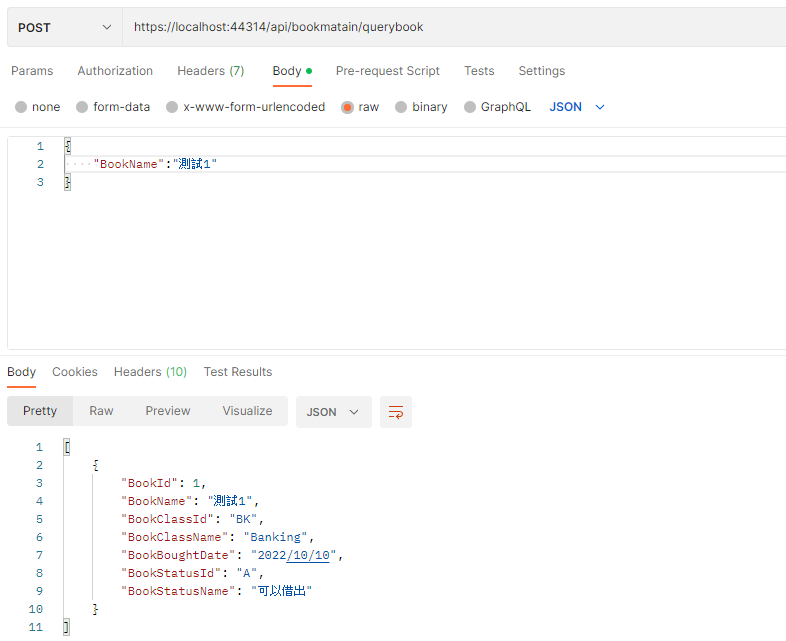 POST https://localhost:44314/api/bookmatain/querybook
Params Authorization Headers (7) Body Pre-request Script Tests Settings
none form-data x-www-form-urlencoded raw binary GraphQL JSON
1 {
2 "BookName":"測試1"
3 }
Body Cookies Headers (10) Test Results
Pretty Raw Preview Visualize JSON
1 [
2 {
3 "BookId": 1,
4 "BookName": "測試1",
5 "BookClassId": "BK",
6 "BookClassName": "Banking",
7 "BookBoughtDate": "2022/10/10",
8 "BookStatusId": "A",
9 "BookStatusName": "可以借出"
10 }
11 ]